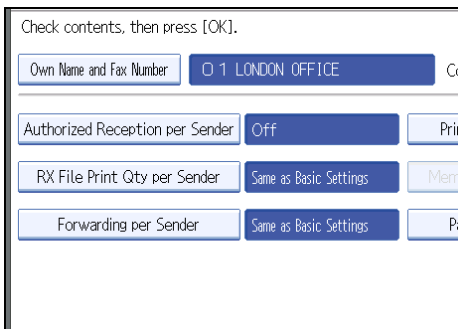 Check contents, then press [OK].
Own Name and Fax Number O 1 LONDON OFFICE
Authorized Reception per Sender Off
RX File Print Qty per Sender Same as Basic Settings
Forwarding per Sender Same as Basic Settings